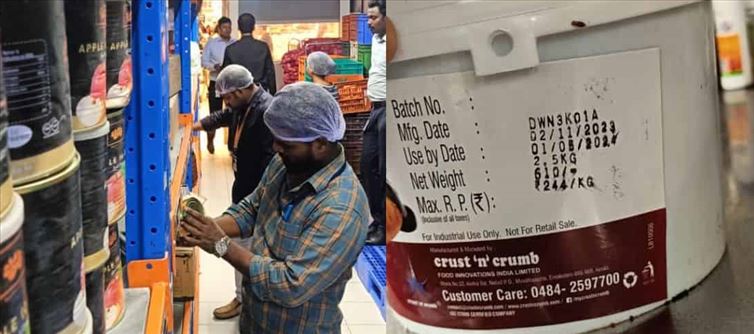 APPLE
APPLE
Batch No. : DWN3K01A
Mfg. Date : 02/11/2023
Use by Date : 01/05/2024
Net Weight : 2.5KG
Max. R. P. (₹): 610/-
(Inclusive of all taxes) ₹244/KG
For Industrial Use Only. Not For Retail Sale.
Manufactured & Marketed by :
crust 'n' crumb
FOOD INNOVATIONS INDIA LIMITED
Customer Care: 0484-2597700